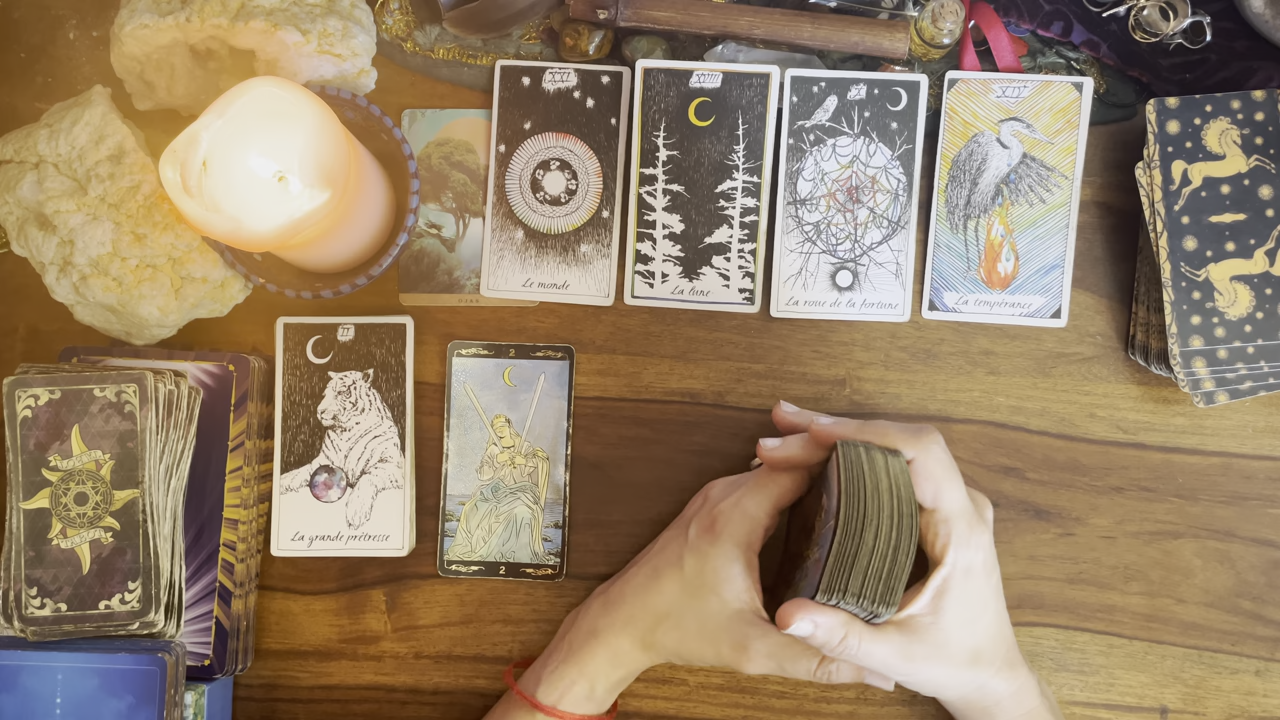 XXI
Le monde
XVIII
La lune
X
La roue de la fortune
XIV
La tempérance
II
La grande prêtresse
2
2